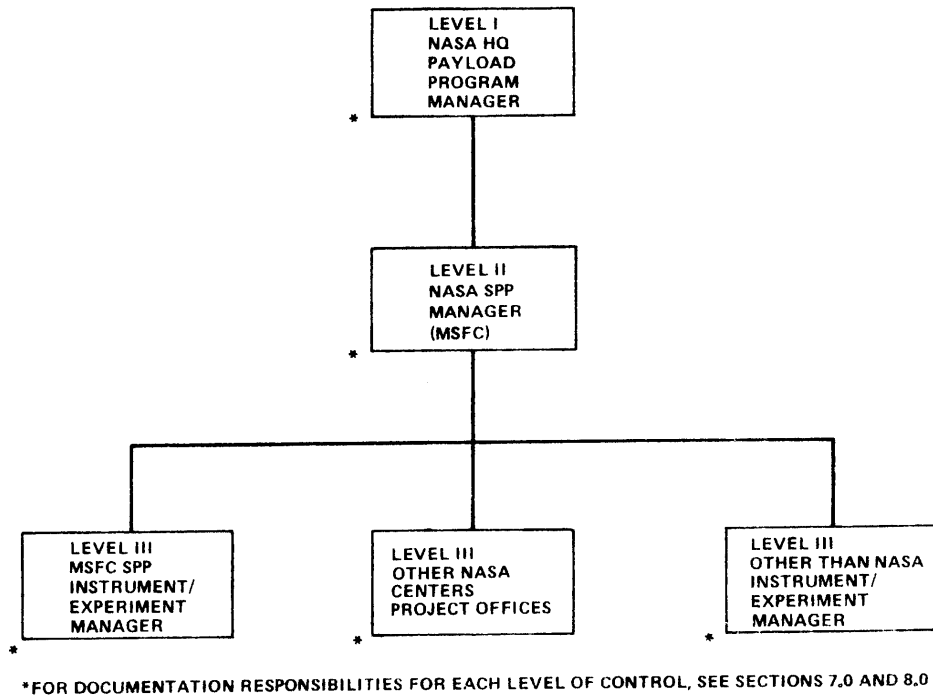 LEVEL I
NASA HQ
PAYLOAD
PROGRAM
MANAGER
*
LEVEL II
NASA SPP
MANAGER
(MSFC)
*
LEVEL III
MSFC SPP
INSTRUMENT/
EXPERIMENT
MANAGER
*
LEVEL III
OTHER NASA
CENTERS
PROJECT OFFICES
*
LEVEL III
OTHER THAN NASA
INSTRUMENT/
EXPERIMENT
MANAGER
*
*FOR DOCUMENTATION RESPONSIBILITIES FOR EACH LEVEL OF CONTROL, SEE SECTIONS 7.0 AND 8.0